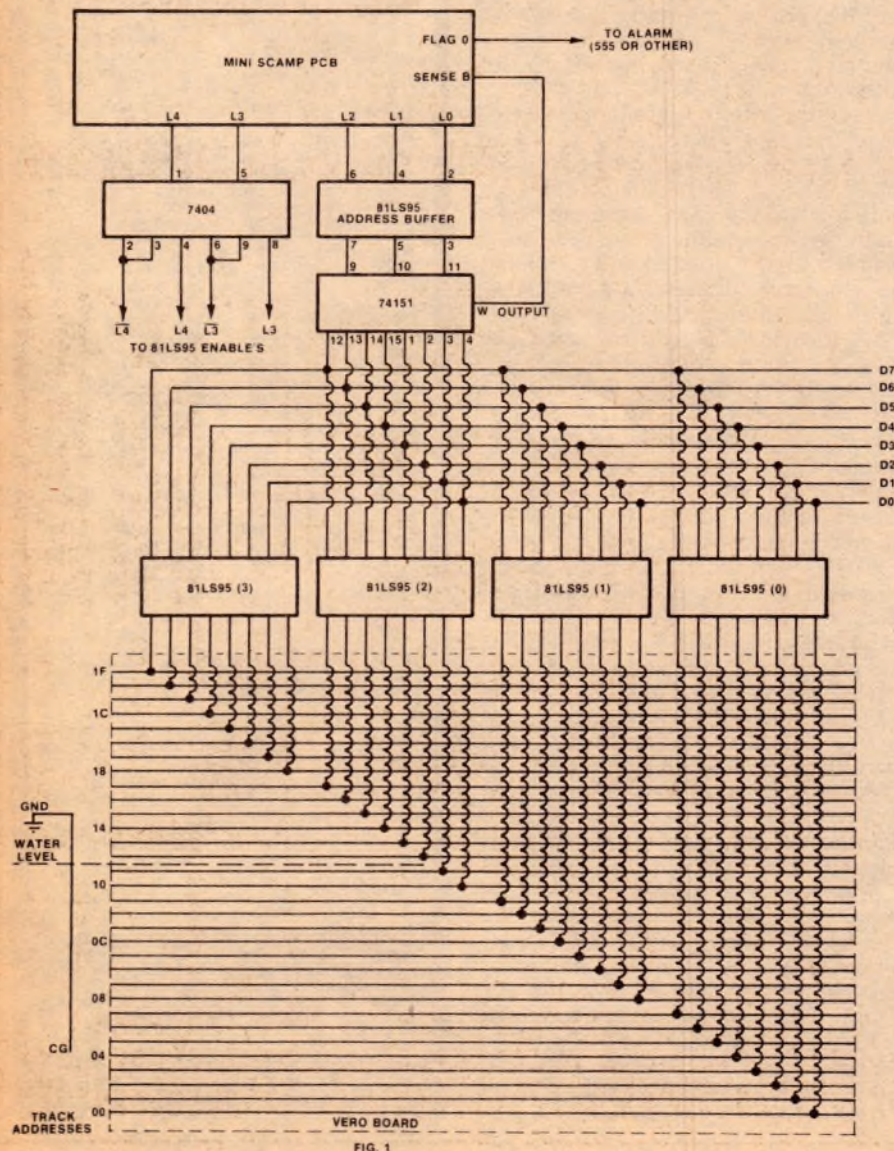 FLAG 0
TO ALARM
(555 OR OTHER)
MINI SCAMP PCB
SENSE B
L4 L3 L2 L1 L0
1 5 6 4 2
7404
81LS95
ADDRESS BUFFER
2 3 4 6 9 8 7 5 3
9 10 11
74151
W OUTPUT
L4 L4 L3 L3
TO 81LS95 ENABLE'S
12 13 14 15 1 2 3 4
D7
D6
D5
D4
D3
D2
D1
D0
81LS95 (3) 81LS95 (2) 81LS95 (1) 81LS95 (0)
1F
1C
18
GND
14
WATER
LEVEL
10
0C
08
CG
04
00
TRACK
ADDRESSES
VERO BOARD
FIG. 1